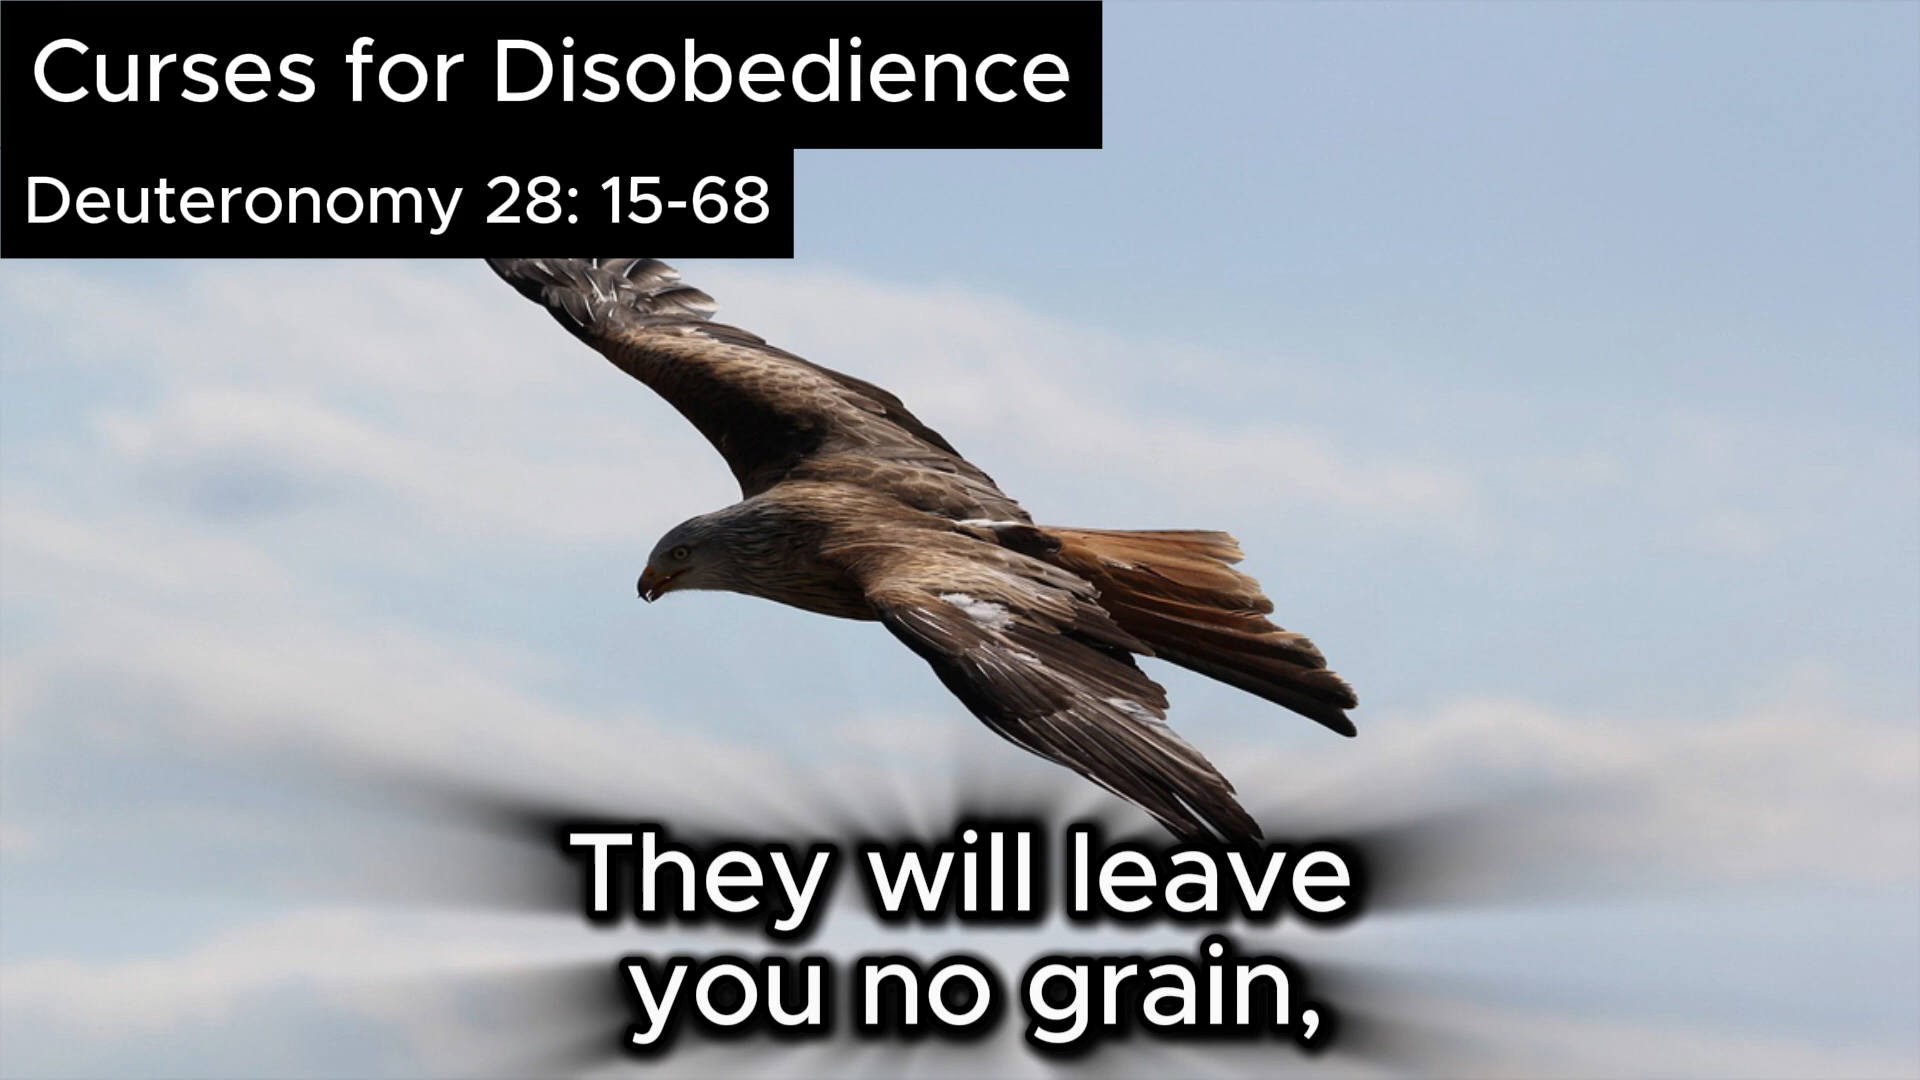 Curses for Disobedience
Deuteronomy 28: 15-68
They will leave
you no grain,